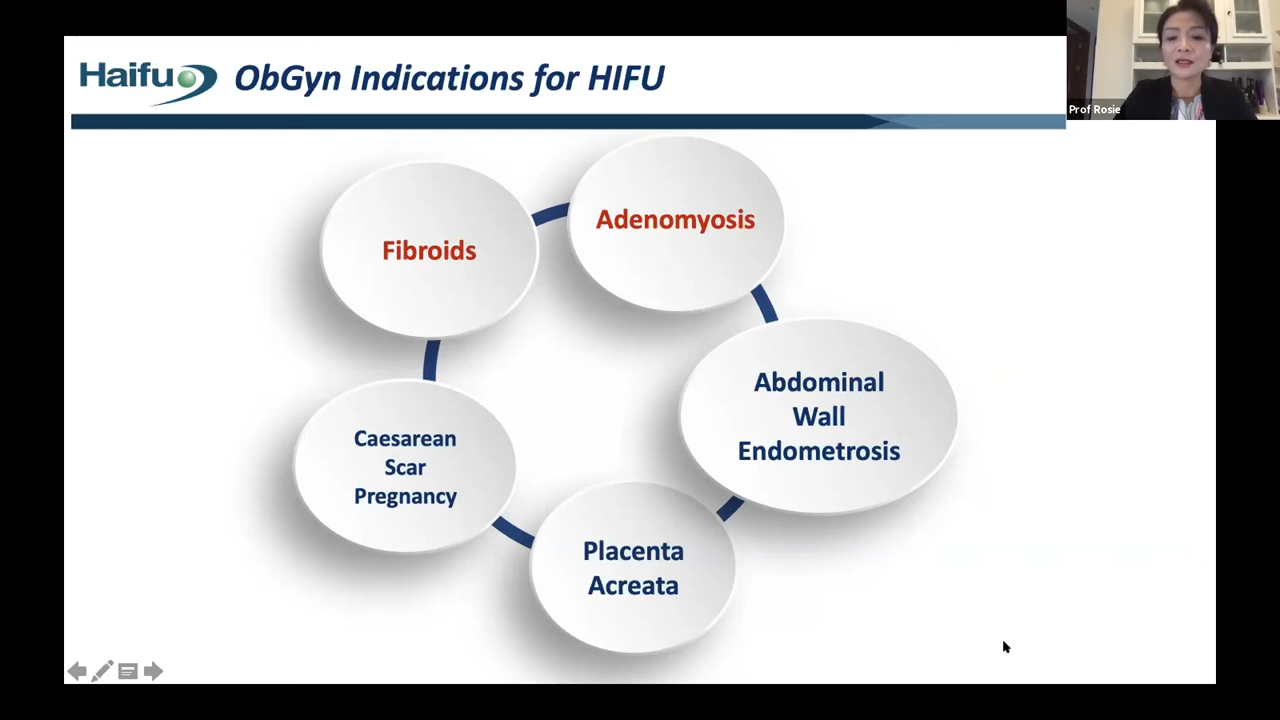 Haifu
ObGyn Indications for HIFU
Prof Rosie
Fibroids
Adenomyosis
Abdominal
Wall
Endometrosis
Caesarean
Scar
Pregnancy
Placenta
Acreata